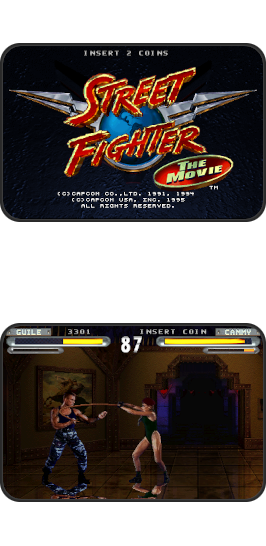 INSERT 2 COINS
STREET
FIGHTER
THE
MOVIE
TM
(C)CAPCOM CO.,LTD. 1991, 1994
(C)CAPCOM USA, INC. 1995
ALL RIGHTS RESERVED.
GUILE 3301 INSERT COIN CAMMY
87